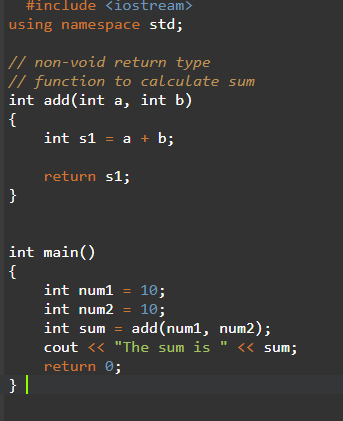 #include <iostream>
using namespace std;
// non-void return type
// function to calculate sum
int add(int a, int b)
{
    int s1 = a + b;
    return s1;
}
int main()
{
    int num1 = 10;
    int num2 = 10;
    int sum = add(num1, num2);
    cout << "The sum is " << sum;
    return 0;
}